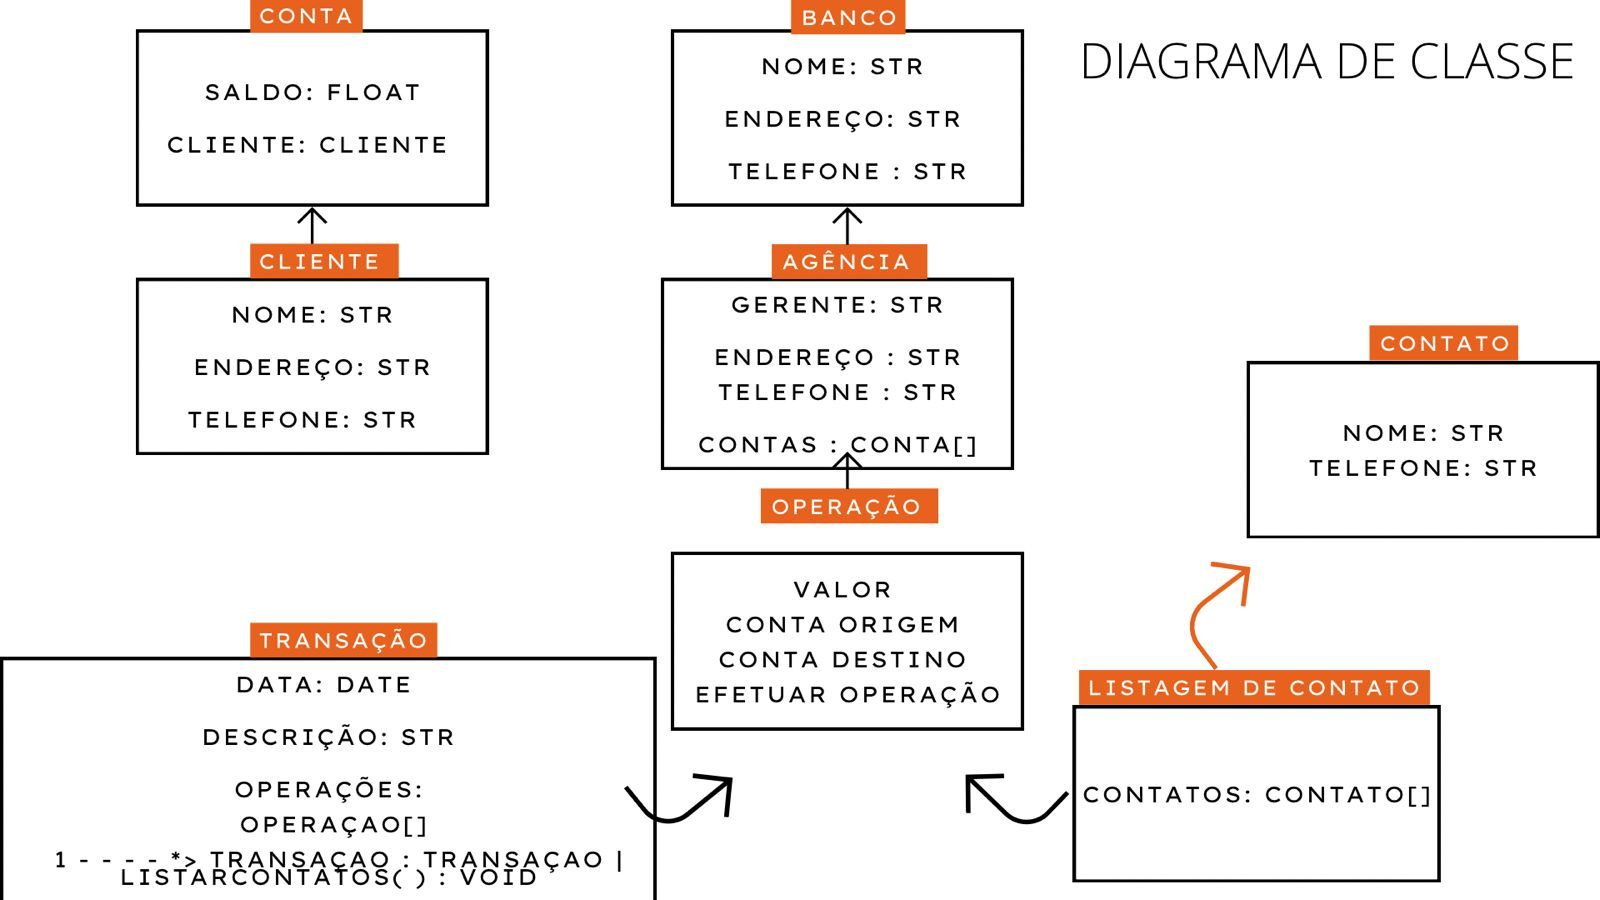 DIAGRAMA DE CLASSE
CONTA
SALDO: FLOAT
CLIENTE: CLIENTE
CLIENTE
NOME: STR
ENDEREÇO: STR
TELEFONE: STR
BANCO
NOME: STR
ENDEREÇO: STR
TELEFONE : STR
AGÊNCIA
GERENTE: STR
ENDEREÇO : STR
TELEFONE : STR
CONTAS : CONTA[]
OPERAÇÃO
VALOR
CONTA ORIGEM
CONTA DESTINO
EFETUAR OPERAÇÃO
CONTATO
NOME: STR
TELEFONE: STR
TRANSAÇÃO
DATA: DATE
DESCRIÇÃO: STR
OPERAÇÕES:
OPERAÇAO[]
1 - - - - *> TRANSAÇAO : TRANSAÇAO |
LISTARCONTATOS( ) : VOID
LISTAGEM DE CONTATO
CONTATOS: CONTATO[]